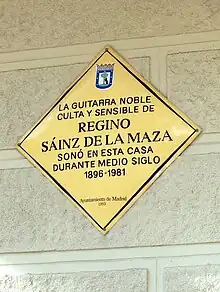 LA GUITARRA NOBLE
CULTA Y SENSIBLE DE
REGINO
SÁINZ DE LA MAZA
SONÓ EN ESTA CASA
DURANTE MEDIO SIGLO
1896-1981
Ayuntamiento de Madrid